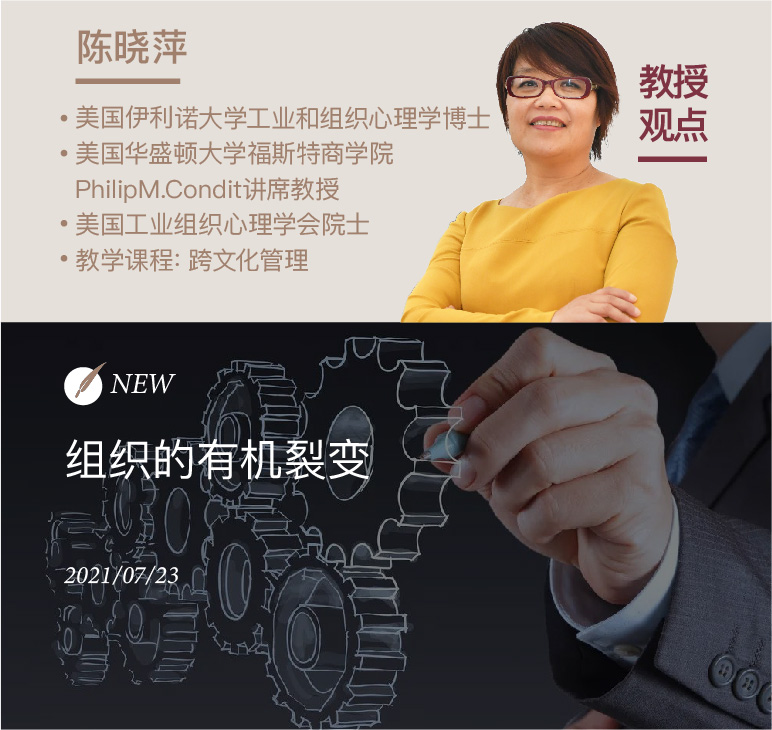 陈晓萍
教授
观点
• 美国伊利诺大学工业和组织心理学博士
• 美国华盛顿大学福斯特商学院
PhilipM.Condit讲席教授
• 美国工业组织心理学会院士
• 教学课程: 跨文化管理
NEW
组织的有机裂变
2021/07/23